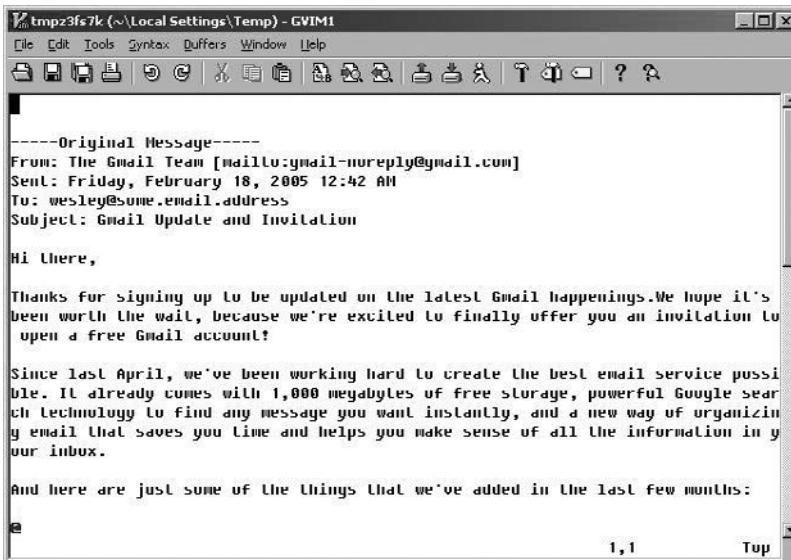 tmpz3fs7k (~\Local Settings\Temp) - GVIM1
File Edit Tools Syntax Buffers Window Help
-----Original Message-----
From: The Gmail Team [mailto:gmail-noreply@gmail.com]
Sent: Friday, February 18, 2005 12:42 AM
To: wesley@some.email.address
Subject: Gmail Update and Invitation
Hi there,
Thanks for signing up to be updated on the latest Gmail happenings.We hope it's
been worth the wait, because we're excited to finally offer you an invitation to
open a free Gmail account!
Since last April, we've been working hard to create the best email service possi
ble. It already comes with 1,000 megabytes of free storage, powerful Google sear
ch technology to find any message you want instantly, and a new way of organizin
g email that saves you time and helps you make sense of all the information in y
our inbox.
And here are just some of the things that we've added in the last few months:
@
1,1 Top